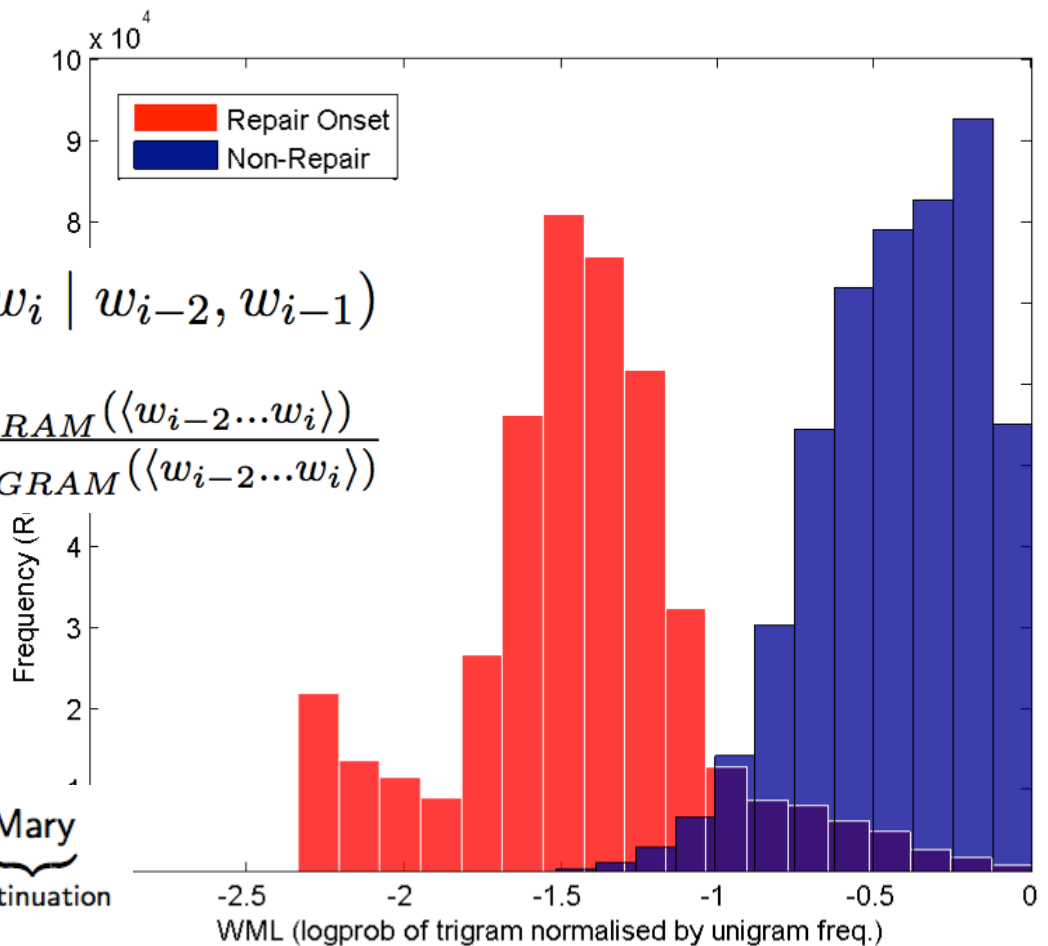 x 10^4
10
9
8
Repair Onset
Non-Repair
w_i | w_{i-2}, w_{i-1})
RAM(⟨w_{i-2}...w_i⟩)
GRAM(⟨w_{i-2}...w_i⟩)
Frequency (R
4
3
2
Mary
tinuation
-2.5 -2 -1.5 -1 -0.5 0
WML (logprob of trigram normalised by unigram freq.)